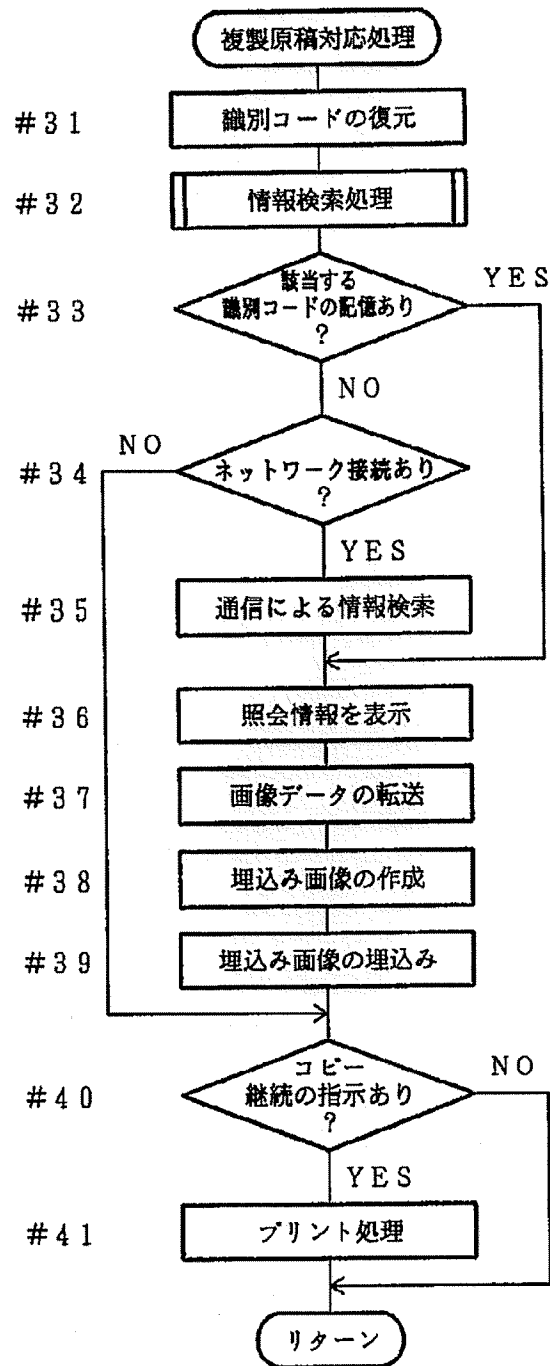 複製原稿対応処理
#31
識別コードの復元
#32
情報検索処理
#33
該当する
識別コードの記憶あり
?
YES
NO
#34
NO
ネットワーク接続あり
?
YES
#35
通信による情報検索
#36
照会情報を表示
#37
画像データの転送
#38
埋込み画像の作成
#39
埋込み画像の埋込み
#40
コピー
継続の指示あり
?
NO
YES
#41
プリント処理
リターン